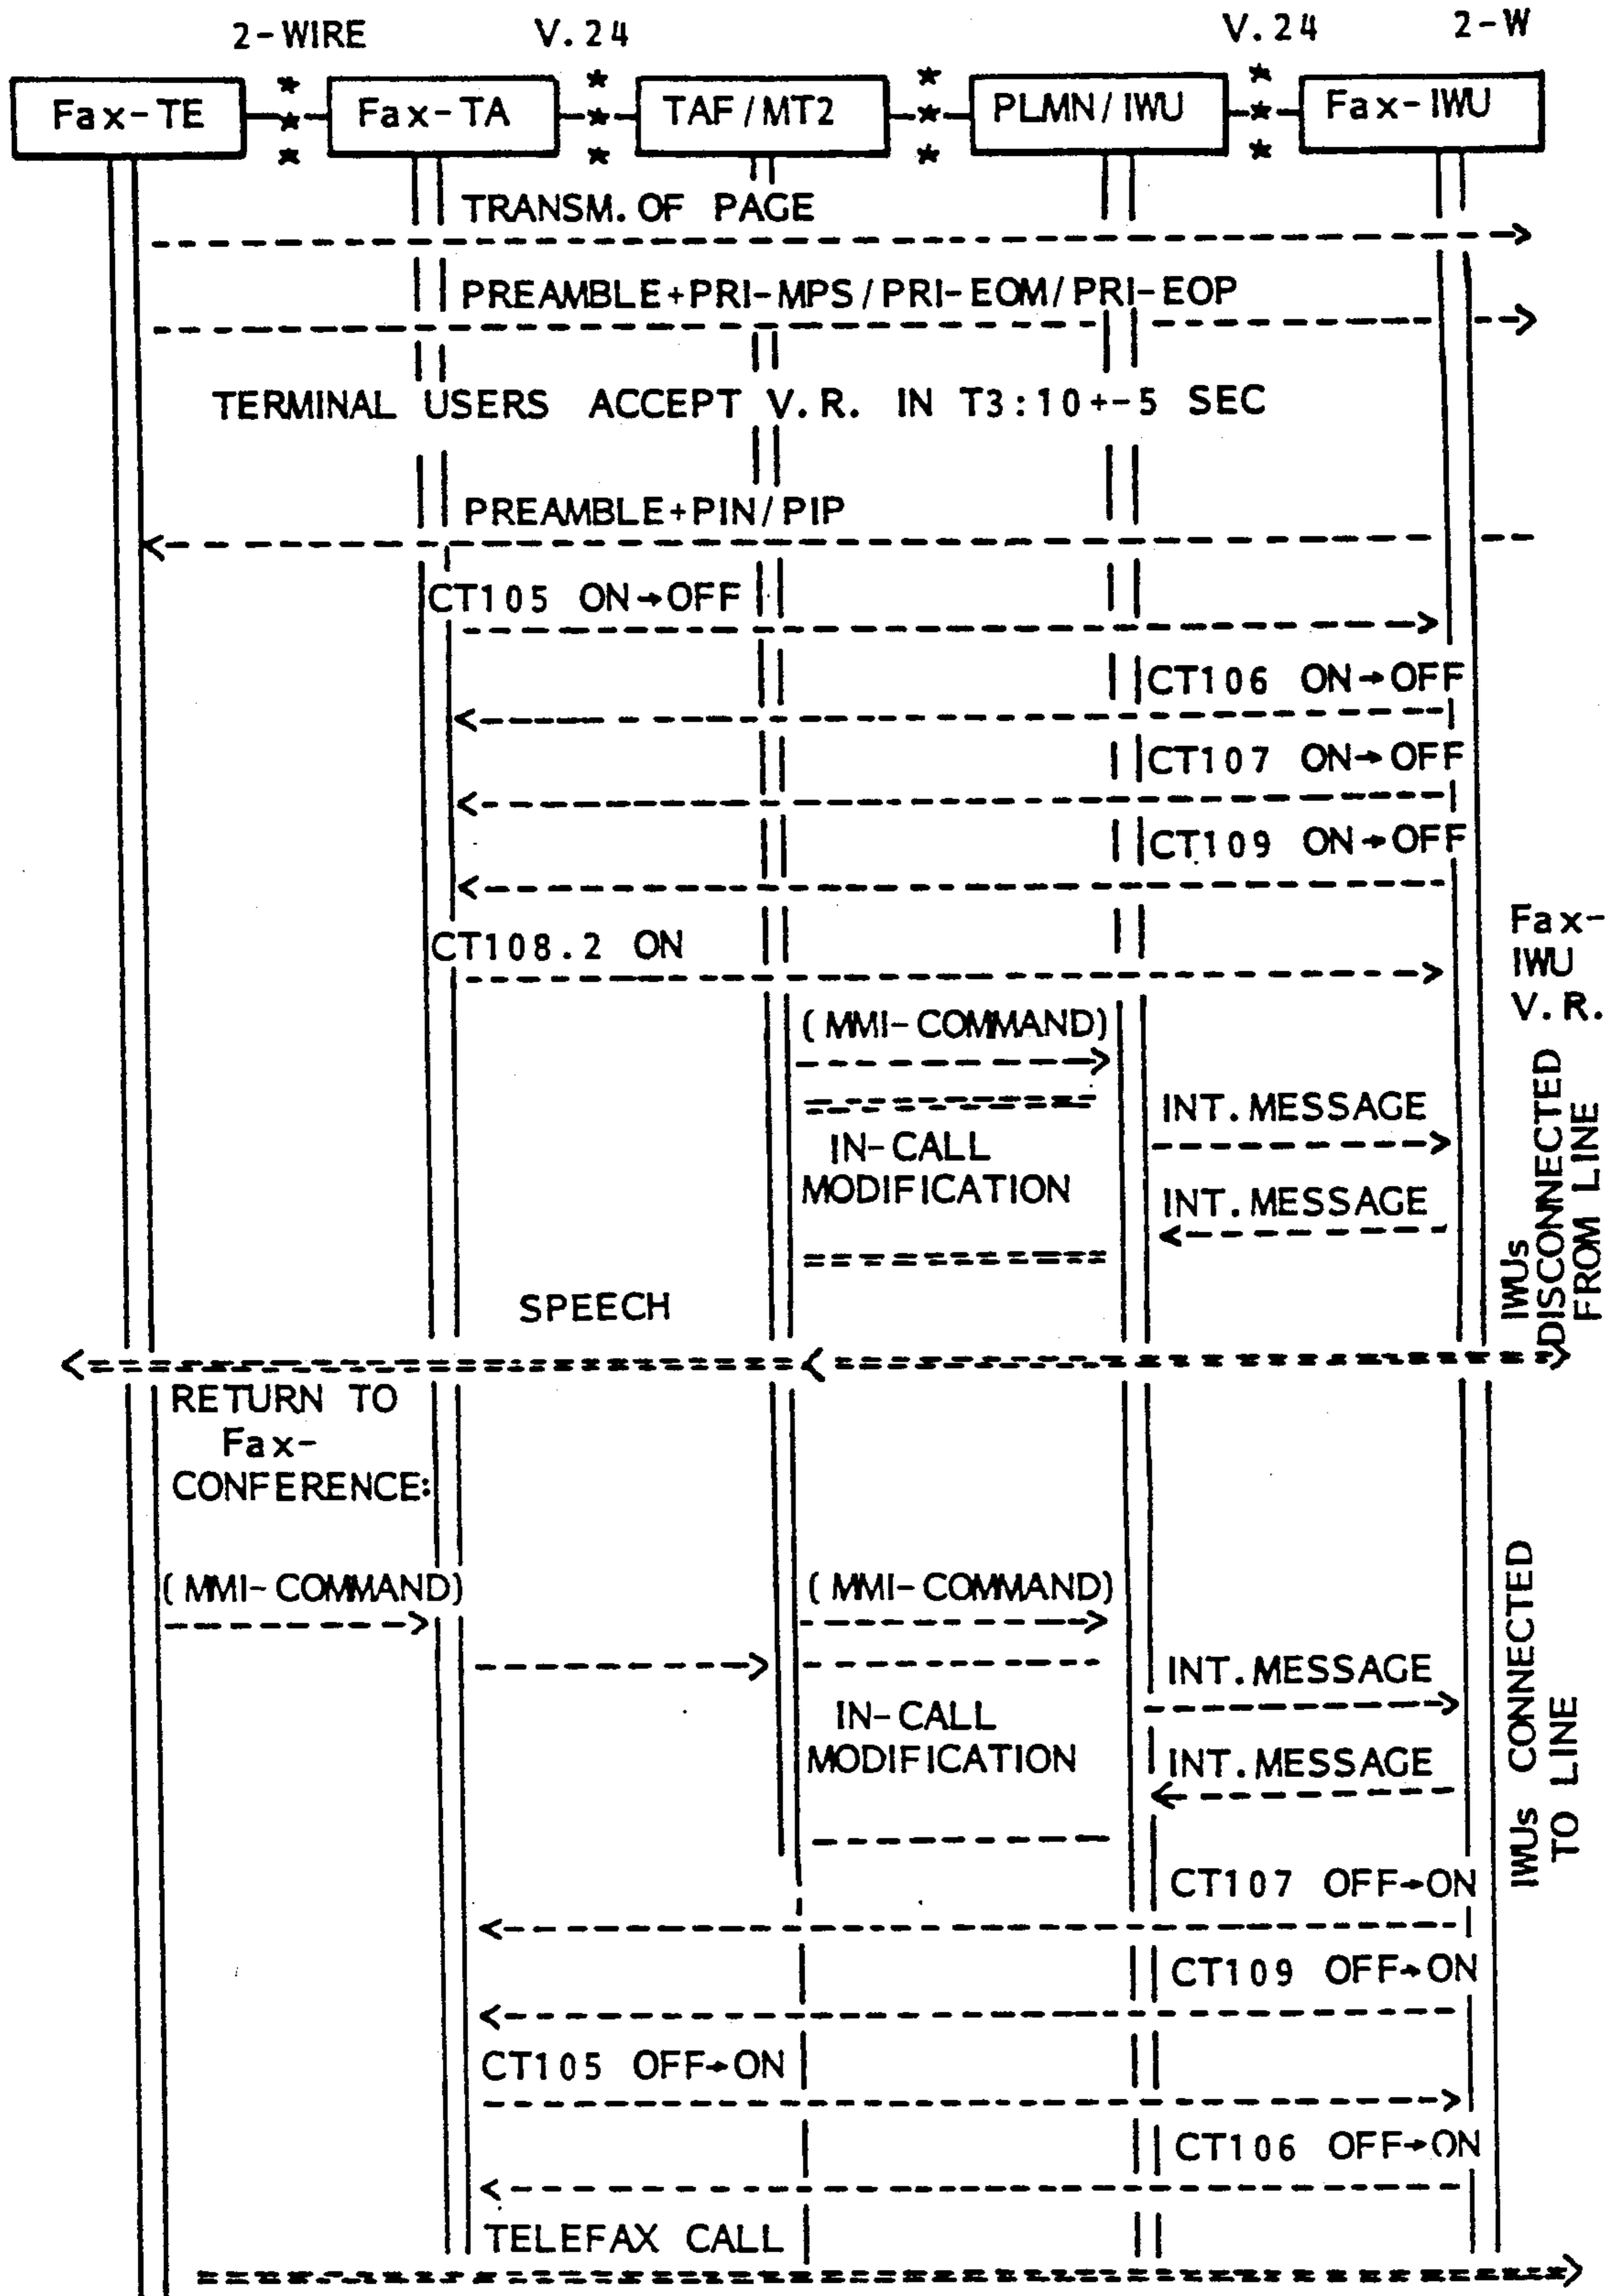 2-WIRE V.24 V.24 2-W
Fax-TE Fax-TA TAF/MT2 PLMN/IWU Fax-IWU
TRANSM. OF PAGE
PREAMBLE+PRI-MPS/PRI-EOM/PRI-EOP
TERMINAL USERS ACCEPT V.R. IN T3:10+-5 SEC
PREAMBLE+PIN/PIP
CT105 ON→OFF
CT106 ON→OFF
CT107 ON→OFF
CT109 ON→OFF
CT108.2 ON
Fax-
IWU
V.R.
(MMI-COMMAND)
INT.MESSAGE
IN-CALL
MODIFICATION
INT.MESSAGE
IWUs
DISCONNECTED
FROM LINE
SPEECH
RETURN TO
Fax-
CONFERENCE:
(MMI-COMMAND) (MMI-COMMAND)
INT.MESSAGE
IN-CALL
MODIFICATION
INT.MESSAGE
IWUs CONNECTED
TO LINE
CT107 OFF→ON
CT109 OFF→ON
CT105 OFF→ON
CT106 OFF→ON
TELEFAX CALL